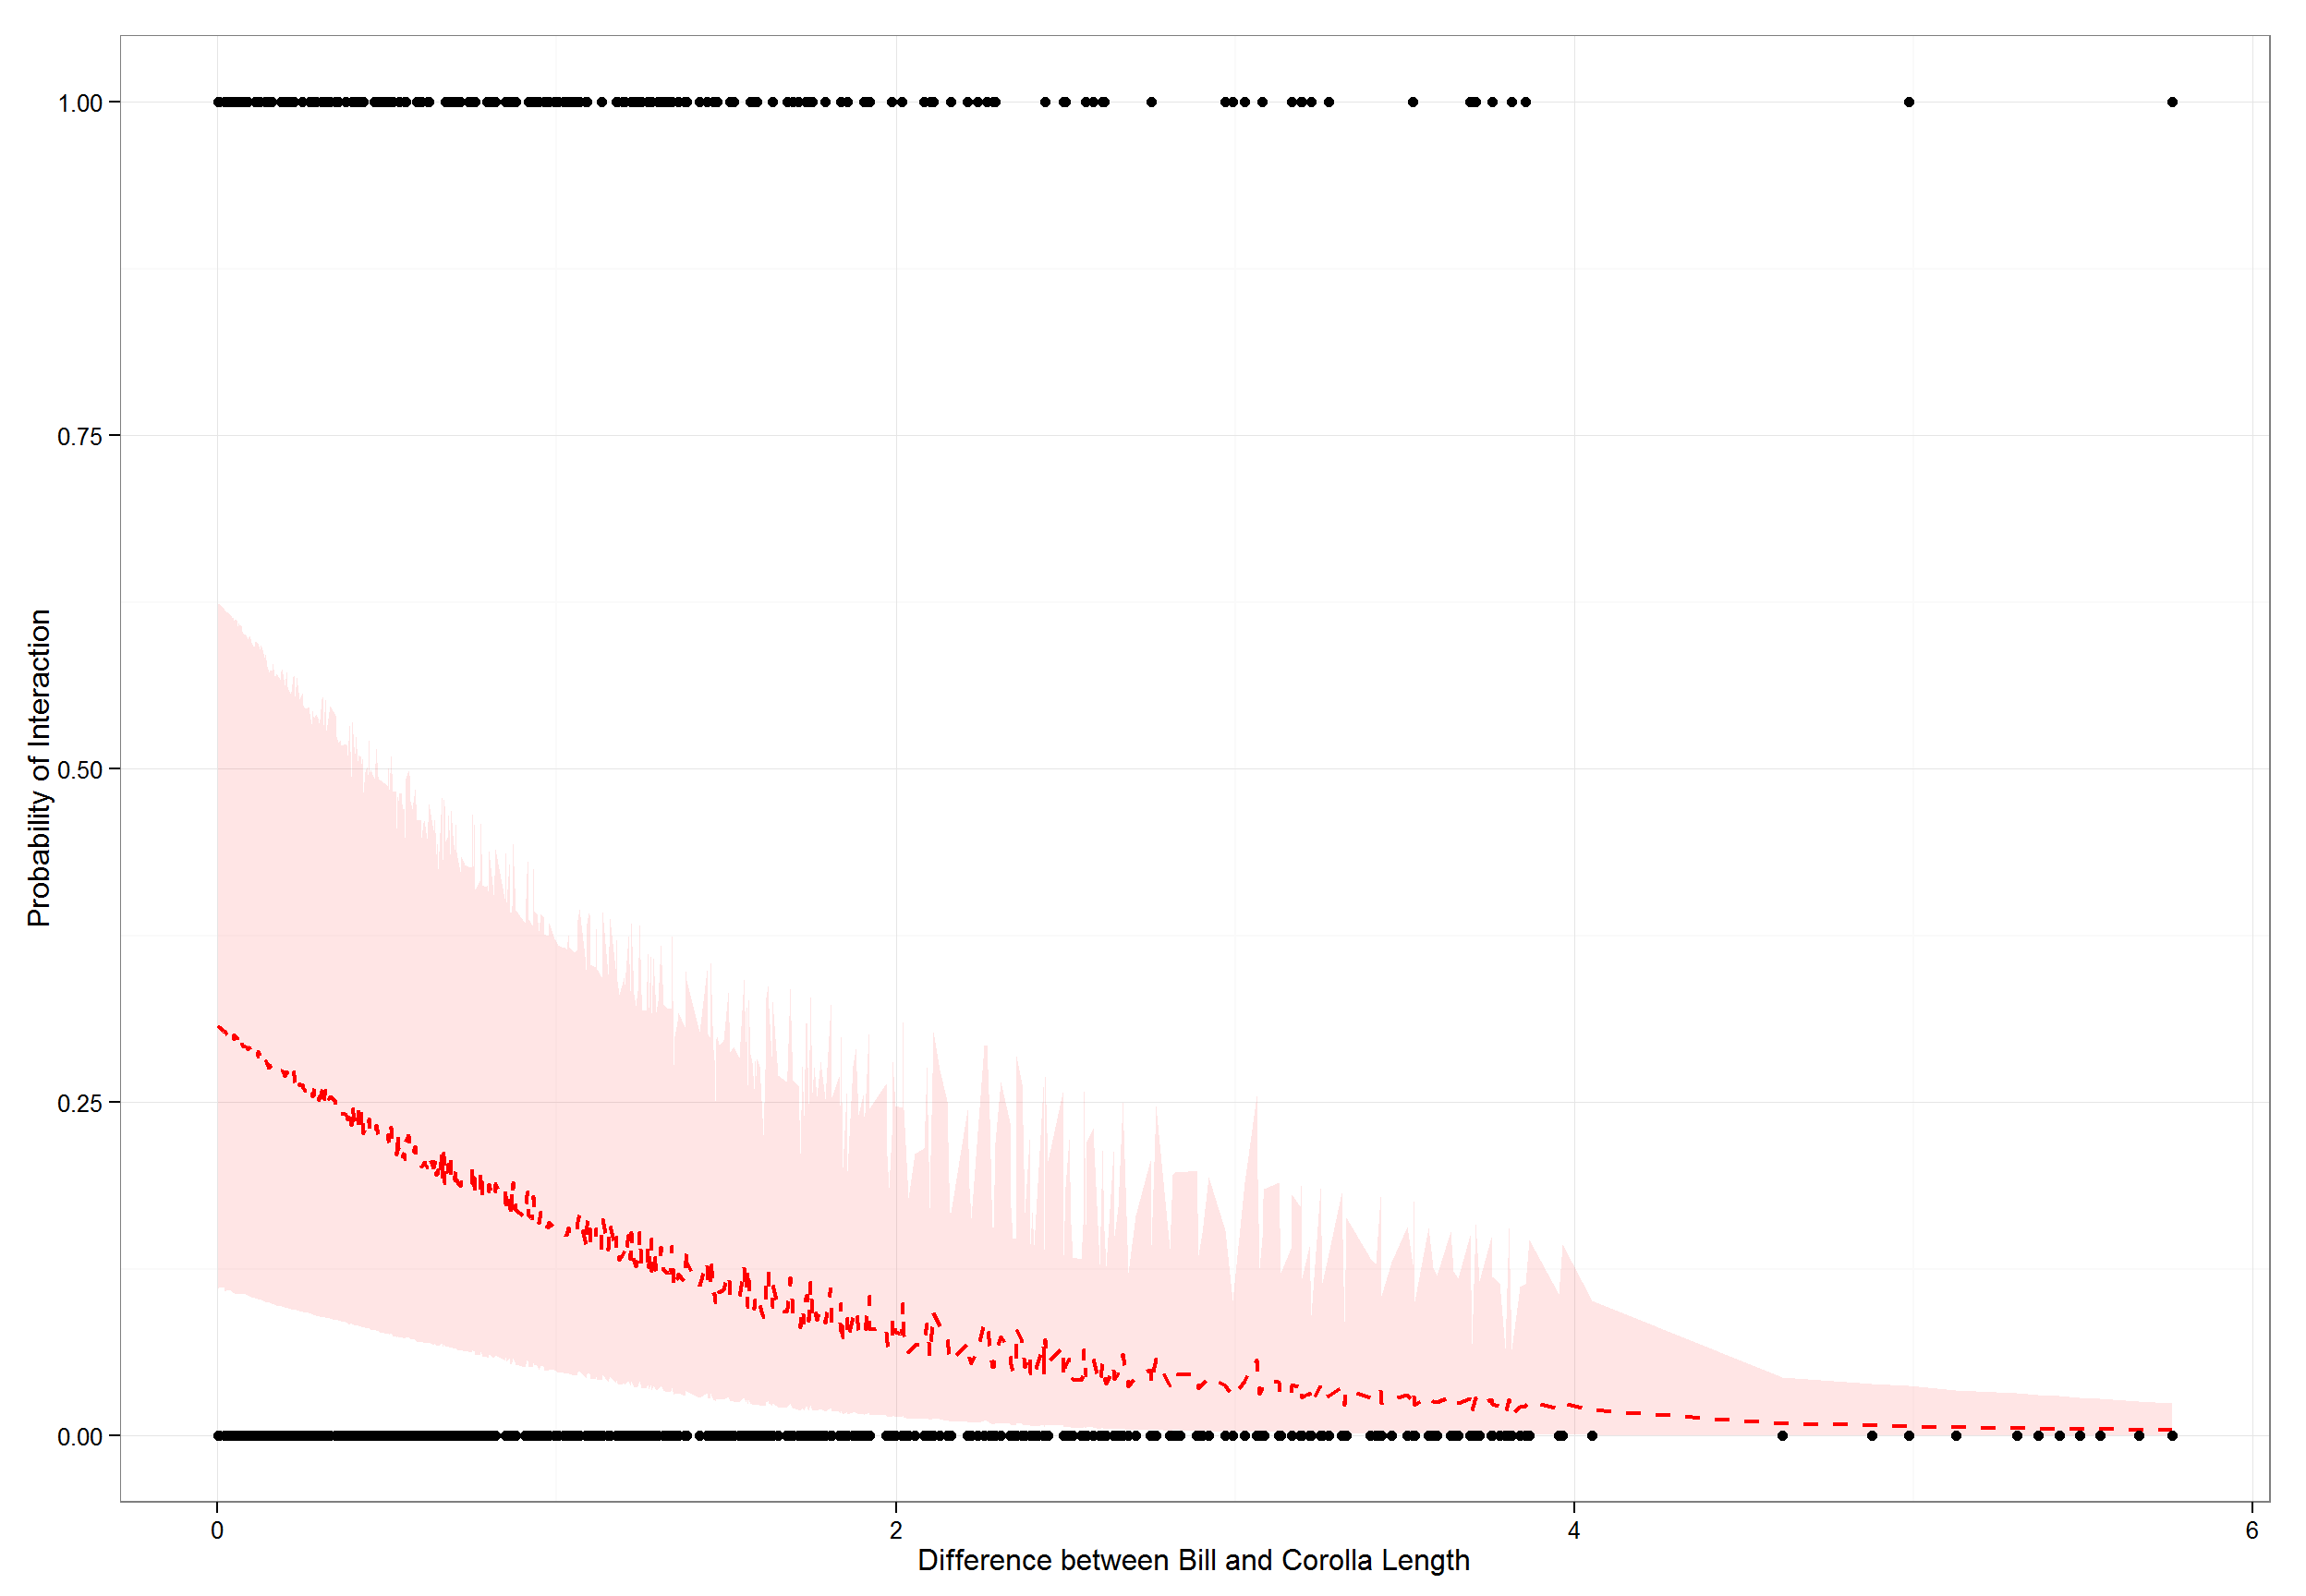 1.00
0.75
0.50
0.25
0.00
Probability of Interaction
0 2 4 6
Difference between Bill and Corolla Length